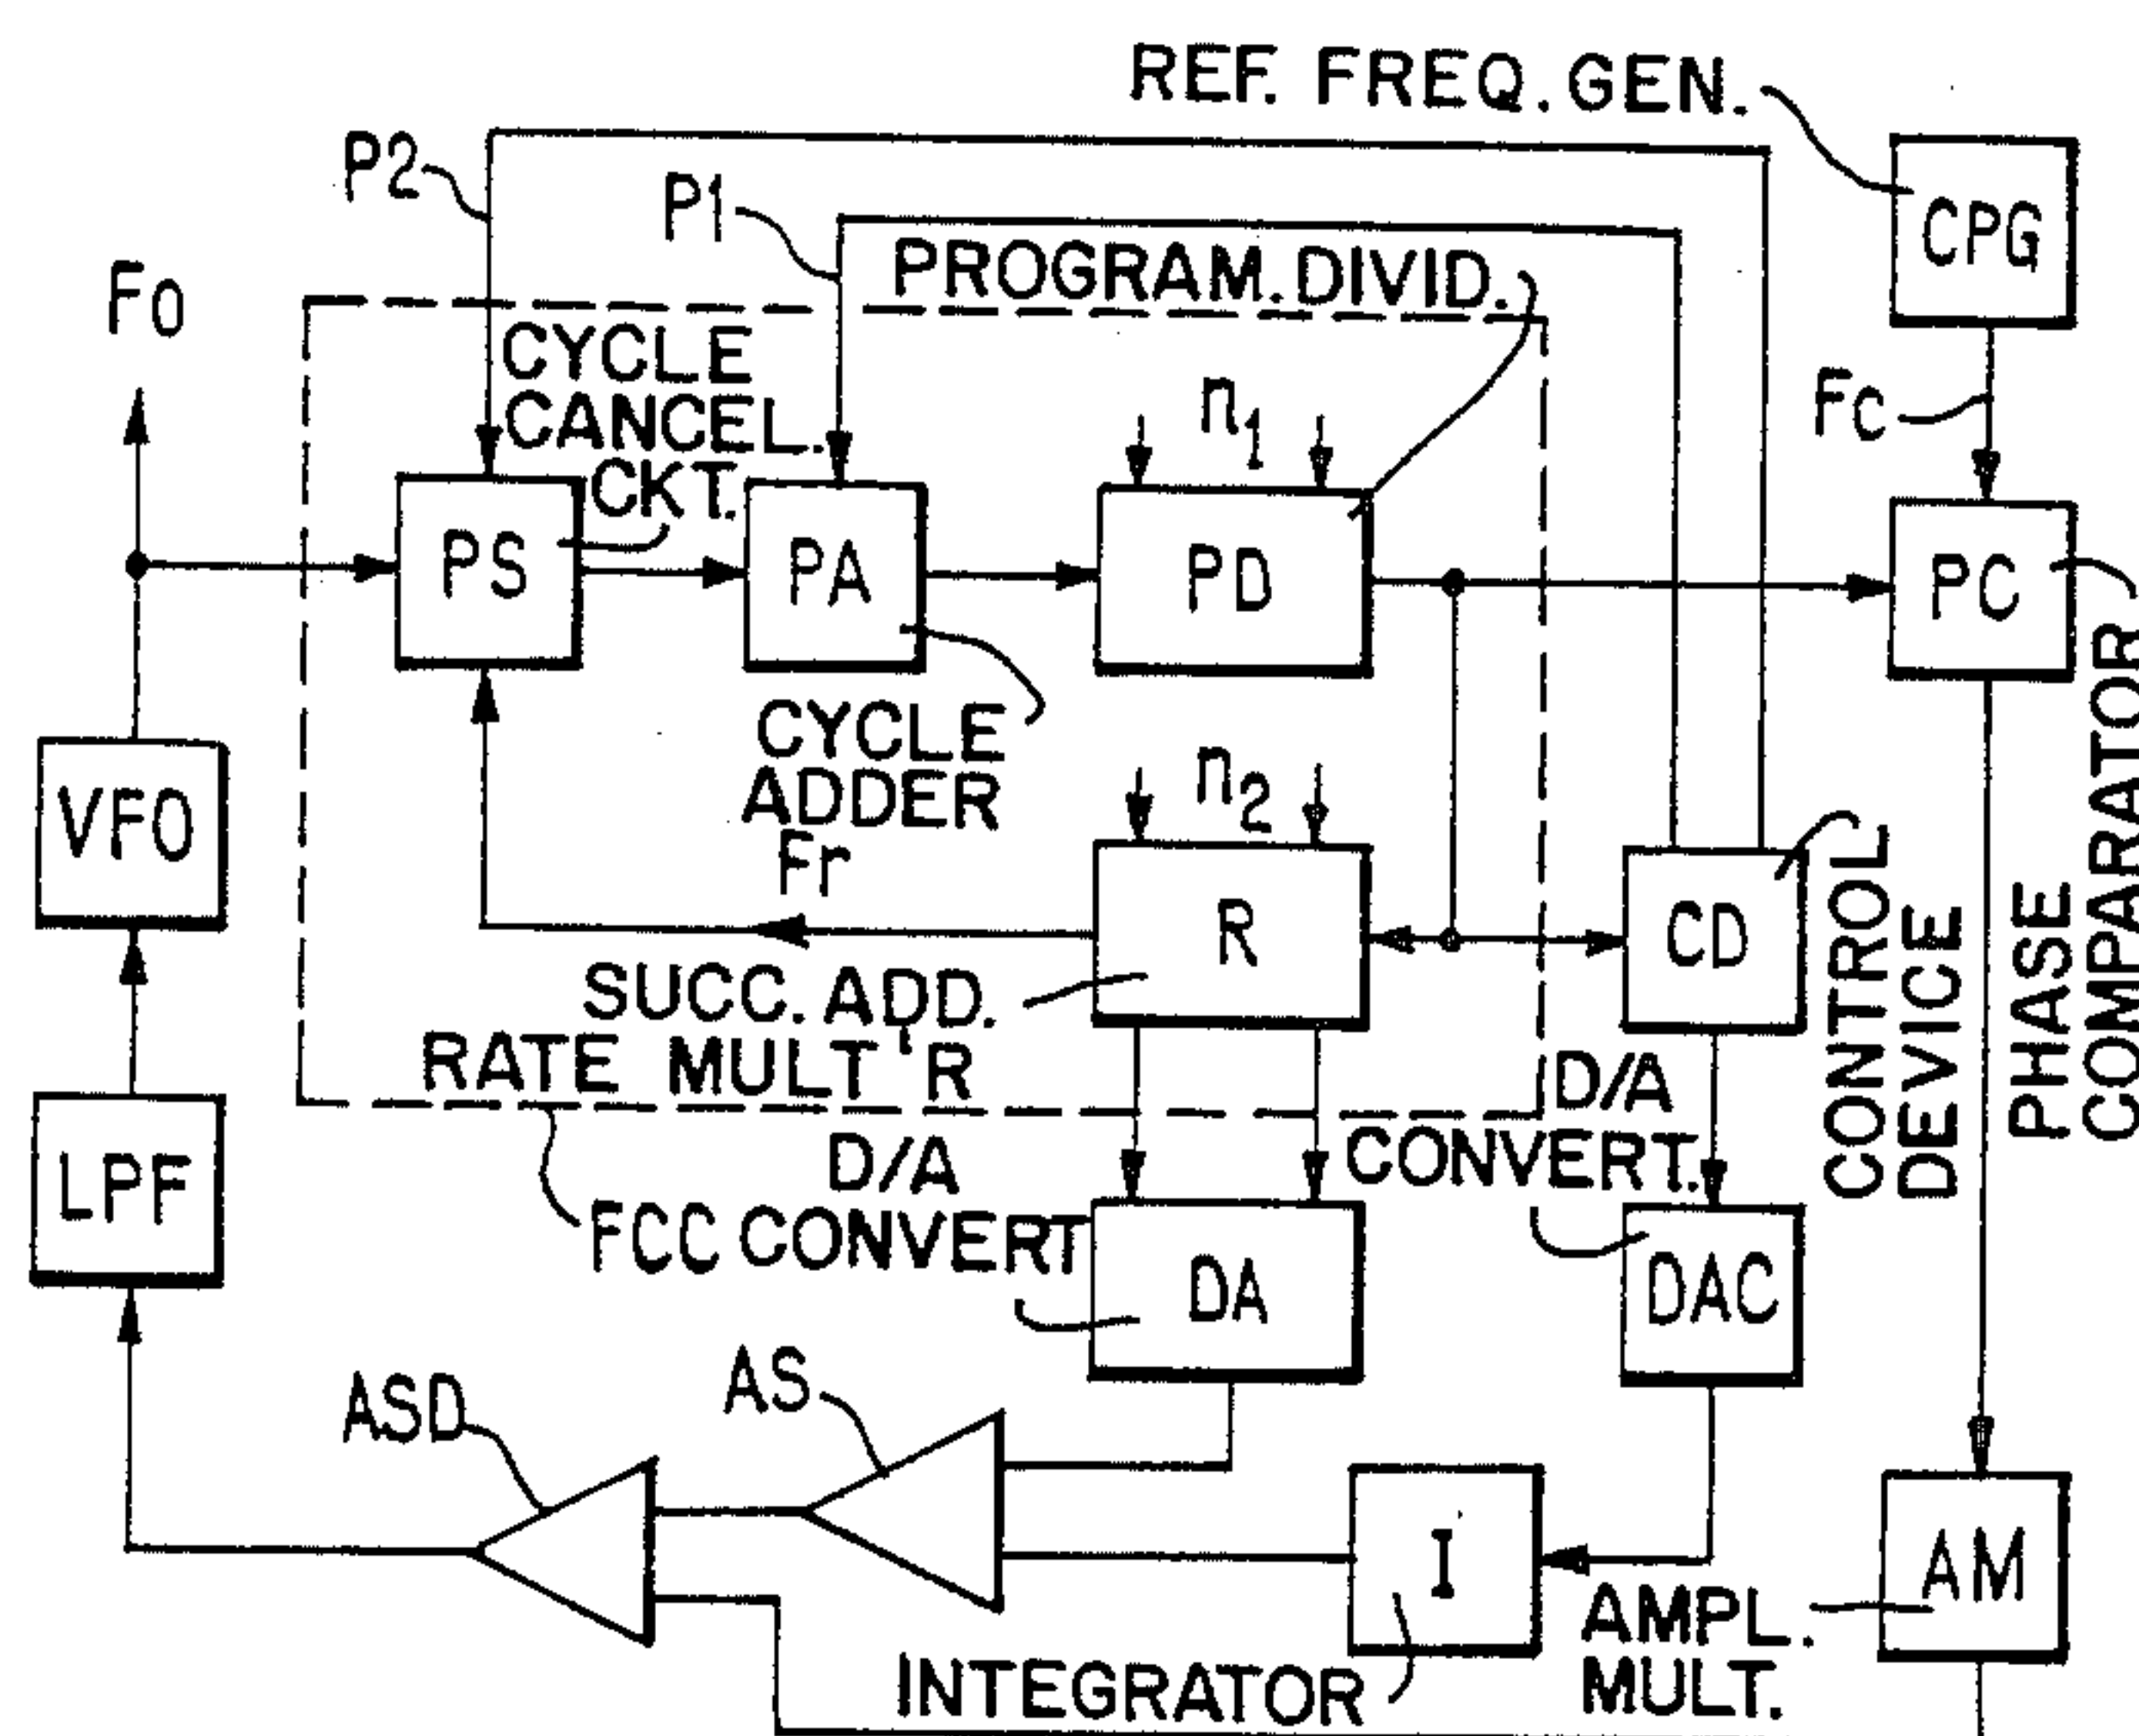 REF. FREQ. GEN.
P2
P1
CPG
PROGRAM. DIVID.
Fo
CYCLE
CANCEL.
CKT.
n1
Fc
PS
PA
PD
PC
CYCLE
ADDER
n2
VFO
Fr
R
CD
CONTROL
DEVICE
PHASE
COMPARATOR
SUCC. ADD.
RATE MULT'R
D/A
CONVERT.
LPF
D/A
FCC CONVERT
DA
DAC
ASD
AS
I
AM
AMPL.
MULT.
INTEGRATOR